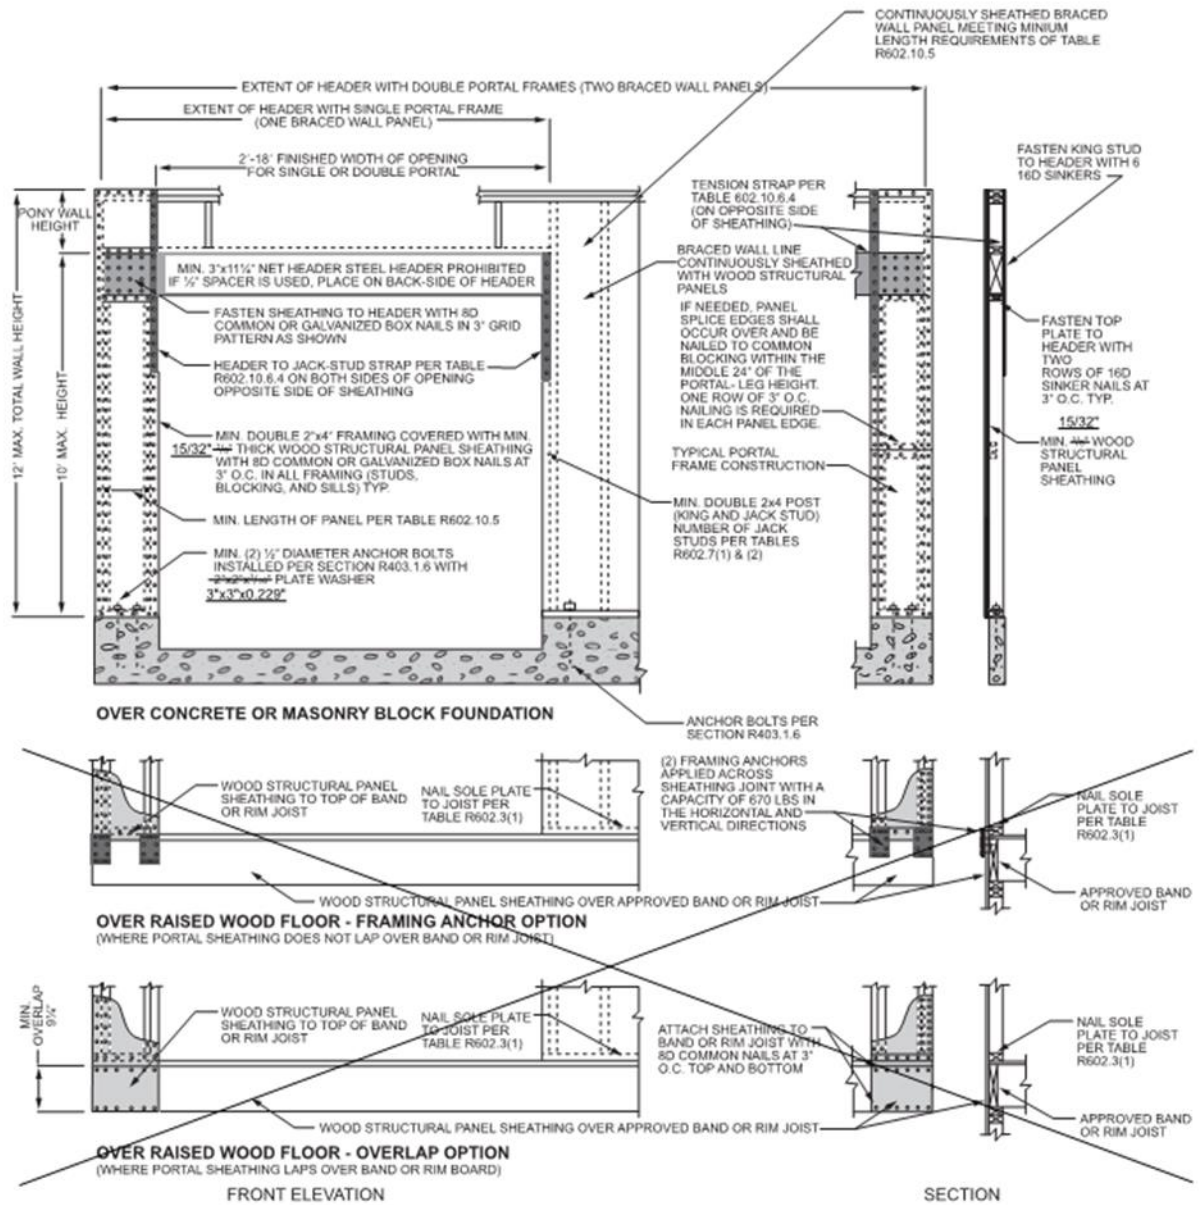 CONTINUOUSLY SHEATHED BRACED
WALL PANEL MEETING MINIUM
LENGTH REQUIREMENTS OF TABLE
R602.10.5
EXTENT OF HEADER WITH DOUBLE PORTAL FRAMES (TWO BRACED WALL PANELS)
EXTENT OF HEADER WITH SINGLE PORTAL FRAME
(ONE BRACED WALL PANEL)
2'-18' FINISHED WIDTH OF OPENING
FOR SINGLE OR DOUBLE PORTAL
FASTEN KING STUD
TO HEADER WITH 6
16D SINKERS
TENSION STRAP PER
TABLE 602.10.6.4
(ON OPPOSITE SIDE
OF SHEATHING)
PONY WALL
HEIGHT
BRACED WALL LINE
CONTINUOUSLY SHEATHED
WITH WOOD STRUCTURAL
PANELS
MIN. 3"x11¼" NET HEADER STEEL HEADER PROHIBITED
IF ½" SPACER IS USED, PLACE ON BACK-SIDE OF HEADER
IF NEEDED, PANEL
SPLICE EDGES SHALL
OCCUR OVER AND BE
NAILED TO COMMON
BLOCKING WITHIN THE
MIDDLE 24" OF THE
PORTAL- LEG HEIGHT.
ONE ROW OF 3" O.C.
NAILING IS REQUIRED
IN EACH PANEL EDGE.
FASTEN SHEATHING TO HEADER WITH 8D
COMMON OR GALVANIZED BOX NAILS IN 3" GRID
PATTERN AS SHOWN
FASTEN TOP
PLATE TO
HEADER WITH
TWO
ROWS OF 16D
SINKER NAILS AT
3" O.C. TYP.
HEADER TO JACK-STUD STRAP PER TABLE
R602.10.6.4 ON BOTH SIDES OF OPENING
OPPOSITE SIDE OF SHEATHING
12' MAX. TOTAL WALL HEIGHT
10' MAX. HEIGHT
MIN. DOUBLE 2"x4" FRAMING COVERED WITH MIN.
15/32" THICK WOOD STRUCTURAL PANEL SHEATHING
WITH 8D COMMON OR GALVANIZED BOX NAILS AT
3" O.C. IN ALL FRAMING (STUDS,
BLOCKING, AND SILLS) TYP.
15/32"
MIN. WOOD
STRUCTURAL
PANEL
SHEATHING
TYPICAL PORTAL
FRAME CONSTRUCTION
MIN. LENGTH OF PANEL PER TABLE R602.10.5
MIN. DOUBLE 2x4 POST
(KING AND JACK STUD)
NUMBER OF JACK
STUDS PER TABLES
R602.7(1) & (2)
MIN. (2) ½" DIAMETER ANCHOR BOLTS
INSTALLED PER SECTION R403.1.6 WITH
PLATE WASHER
3"x3"x0.229"
OVER CONCRETE OR MASONRY BLOCK FOUNDATION
ANCHOR BOLTS PER
SECTION R403.1.6
WOOD STRUCTURAL PANEL
SHEATHING TO TOP OF BAND
OR RIM JOIST
NAIL SOLE PLATE
TO JOIST PER
TABLE R602.3(1)
(2) FRAMING ANCHORS
APPLIED ACROSS
SHEATHING JOINT WITH A
CAPACITY OF 670 LBS IN
THE HORIZONTAL AND
VERTICAL DIRECTIONS
NAIL SOLE
PLATE TO JOIST
PER TABLE
R602.3(1)
WOOD STRUCTURAL PANEL SHEATHING OVER APPROVED BAND OR RIM JOIST
APPROVED BAND
OR RIM JOIST
OVER RAISED WOOD FLOOR - FRAMING ANCHOR OPTION
(WHERE PORTAL SHEATHING DOES NOT LAP OVER BAND OR RIM JOIST)
MIN.
OVERLAP
9¼"
WOOD STRUCTURAL PANEL
SHEATHING TO TOP OF BAND
OR RIM JOIST
NAIL SOLE PLATE
TO JOIST PER
TABLE R602.3(1)
ATTACH SHEATHING TO
BAND OR RIM JOIST WITH
8D COMMON NAILS AT 3"
O.C. TOP AND BOTTOM
NAIL SOLE
PLATE TO JOIST
PER TABLE
R602.3(1)
WOOD STRUCTURAL PANEL SHEATHING OVER APPROVED BAND OR RIM JOIST
APPROVED BAND
OR RIM JOIST
OVER RAISED WOOD FLOOR - OVERLAP OPTION
(WHERE PORTAL SHEATHING LAPS OVER BAND OR RIM BOARD)
FRONT ELEVATION
SECTION